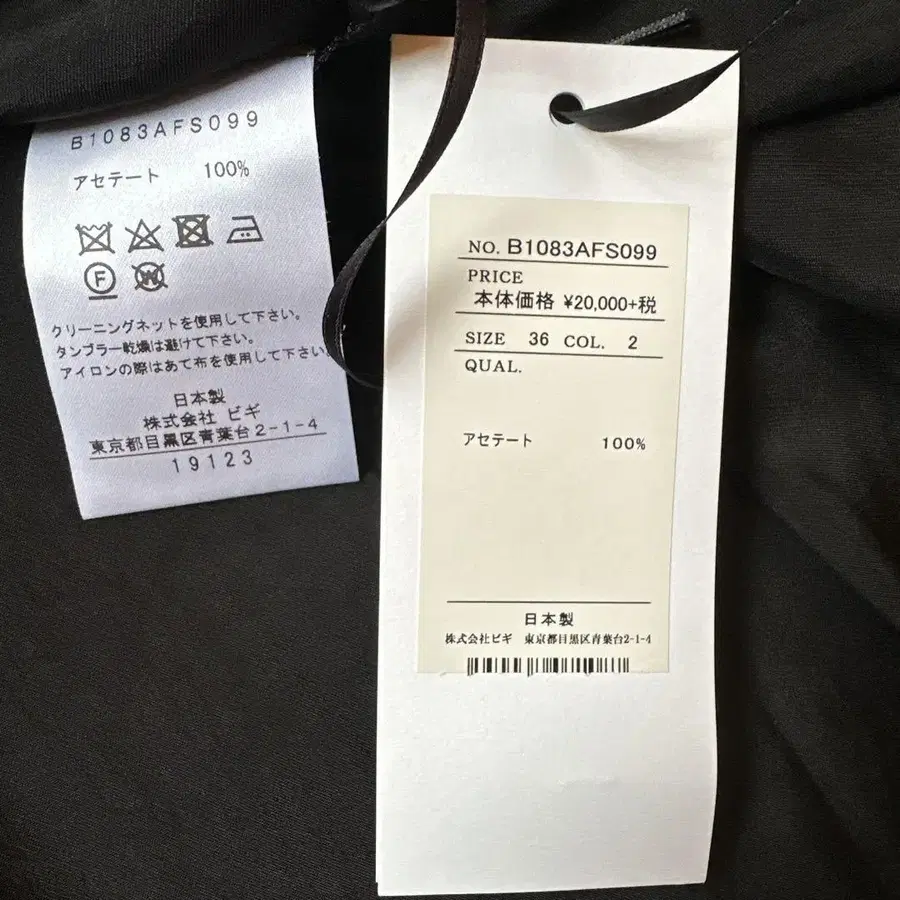 B1083AFS099
アセテート 100%
F
W
クリーニングネットを使用して下さい。
タンブラー乾燥は避けて下さい。
アイロンの際はあて布を使用して下さい。
日本製
株式会社 ビギ
東京都目黒区青葉台2-1-4
19123
NO. B1083AFS099
PRICE
本体価格 ¥20,000+税
SIZE 36 COL. 2
QUAL.
アセテート 100%
日本製
株式会社ビギ 東京都目黒区青葉台2-1-4